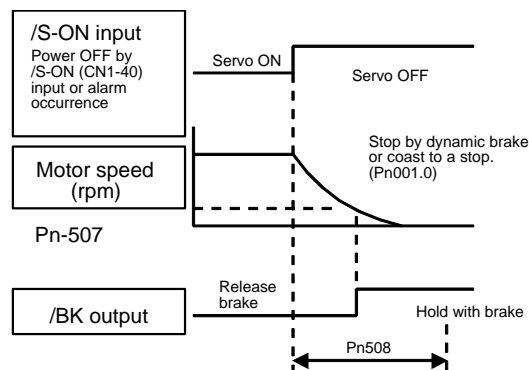 /S-ON input
Power OFF by
/S-ON (CN1-40)
input or alarm
occurrence
Servo ON
Servo OFF
Stop by dynamic brake
or coast to a stop.
(Pn001.0)
Motor speed
(rpm)
Pn-507
Release
brake
/BK output
Hold with brake
Pn508